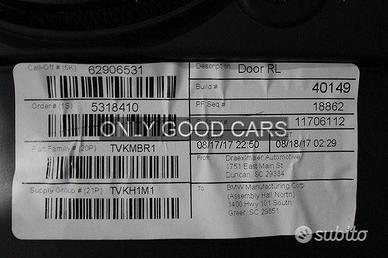 Call-Off # (5K) 62906531
Description Door RL
Build # 40149
Order # (1S) 5318410
PF Seq # 18862
11706112
ONLY GOOD CARS
Part Family # (20P) TVKMBR1
08/17/17 22:50 08/18/17 02:29
From Draexlmaier Automotive
1751 East Main St
Duncan, SC 29334
Supply Group # (21P) TVKH1M1
To BMW Manufacturing Corp
(Assembly Hall North)
1400 Hwy 101 South
Greer, SC 29651
subito